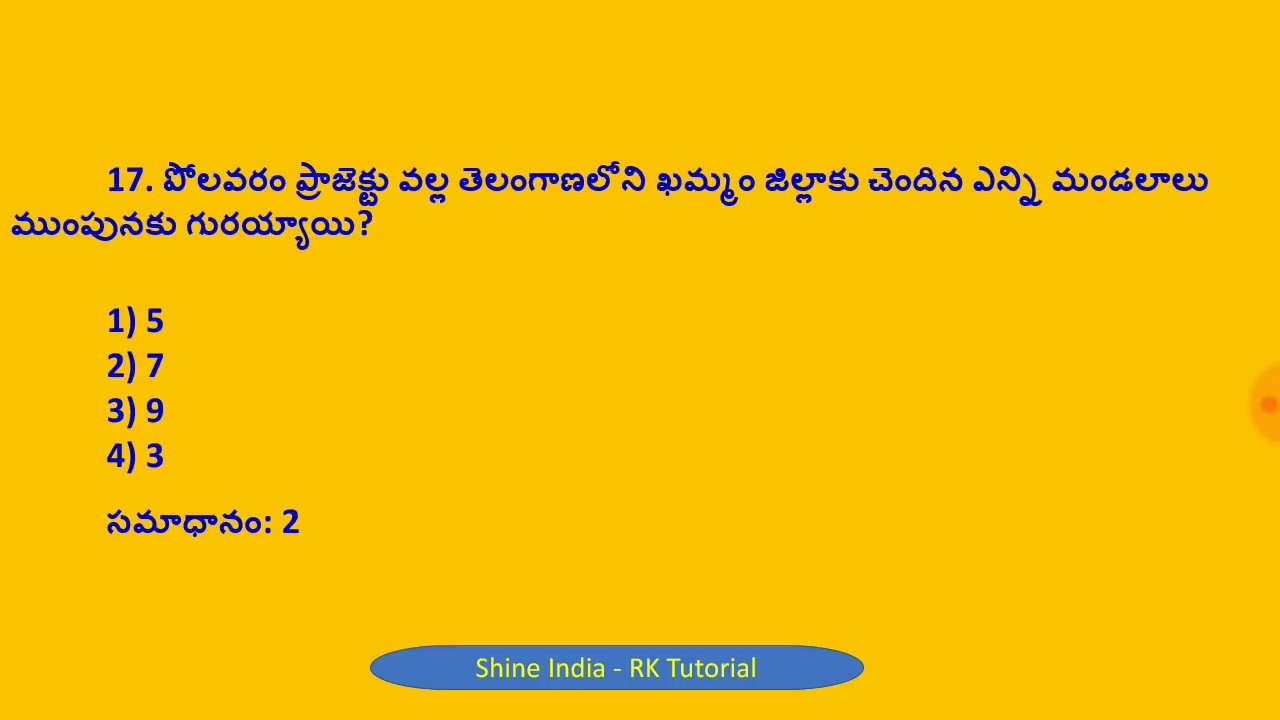 17. పోలవరం ప్రాజెక్టు వల్ల తెలంగాణలోని ఖమ్మం జిల్లాకు చెందిన ఎన్ని మండలాలు
ముంపునకు గురయ్యాయి?
1) 5
2) 7
3) 9
4) 3
సమాధానం: 2
Shine India - RK Tutorial